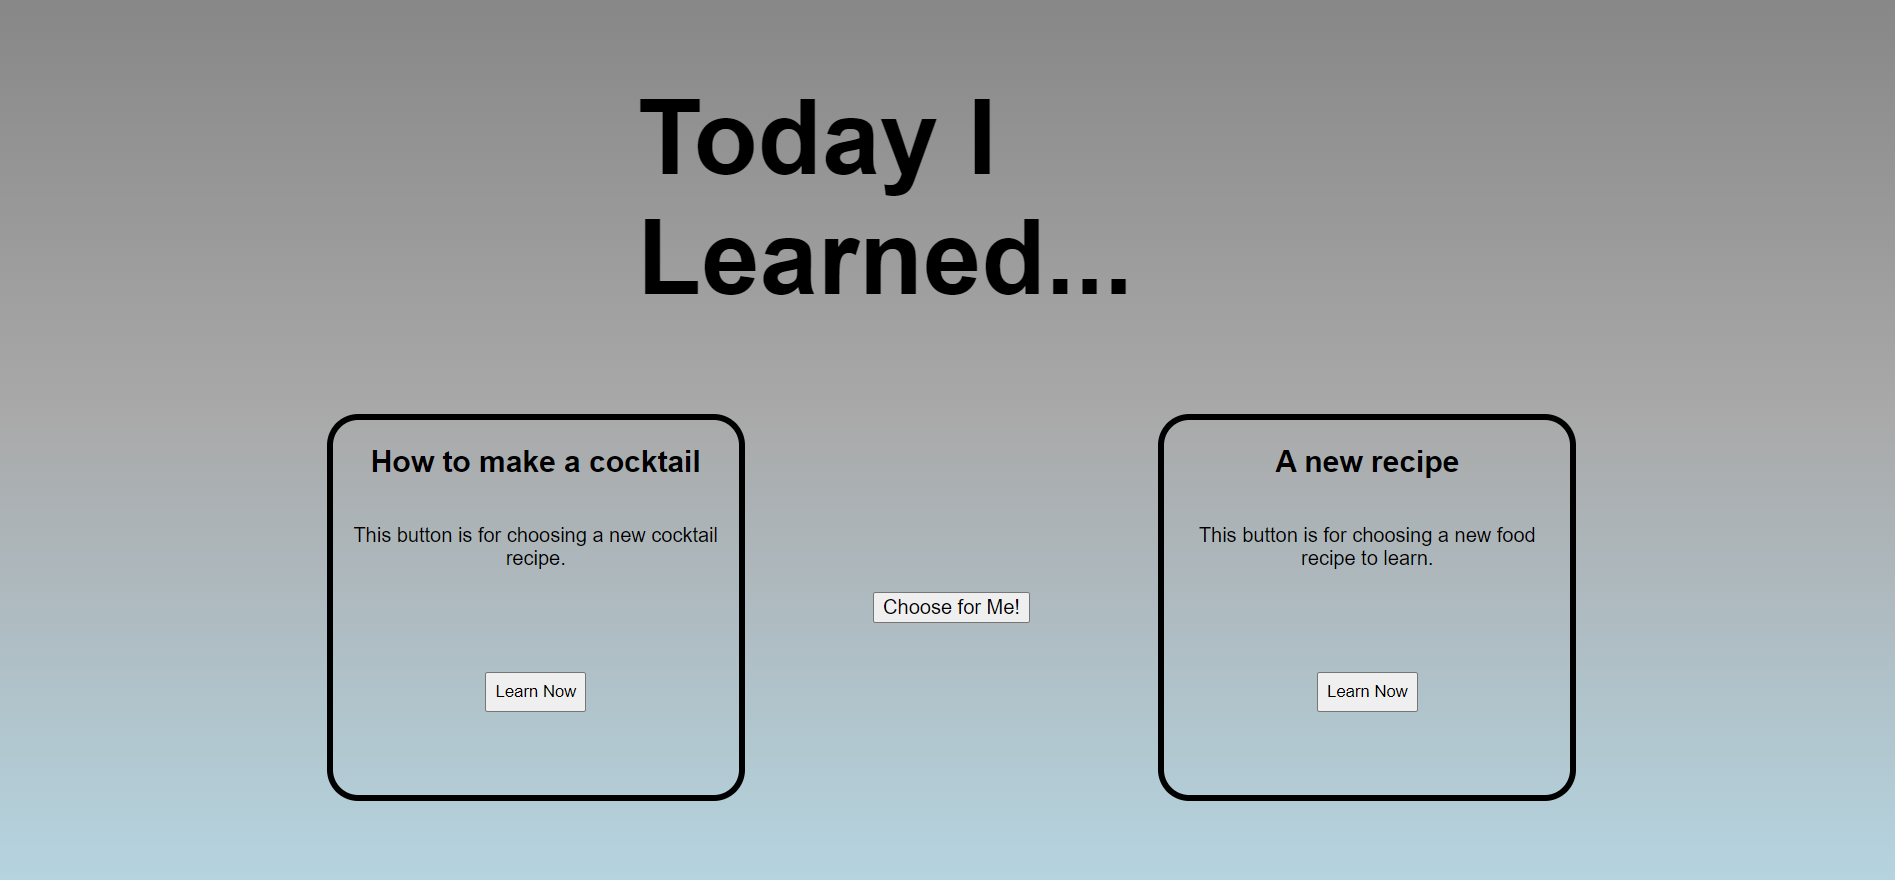 Today I
Learned...
How to make a cocktail
This button is for choosing a new cocktail
recipe.
Learn Now
Choose for Me!
A new recipe
This button is for choosing a new food
recipe to learn.
Learn Now